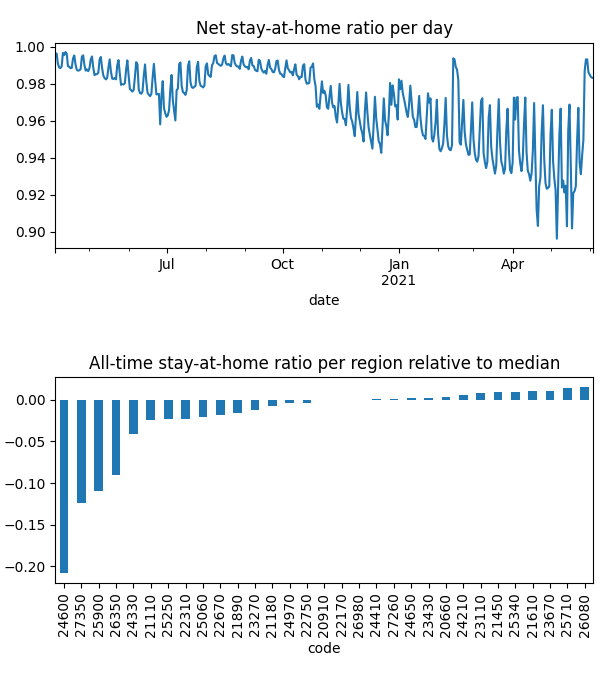 Net stay-at-home ratio per day
1.00
0.98
0.96
0.94
0.92
0.90
Jul Oct Jan Apr
2021
date
All-time stay-at-home ratio per region relative to median
0.00
−0.05
−0.10
−0.15
−0.20
24600 27350 25900 26350 24330 21110 25250 22310 25060 22670 21890 23270 21180 24970 22750 20910 22170 26980 24410 27260 24650 23430 20660 24210 23110 21450 25340 21610 23670 25710 26080
code